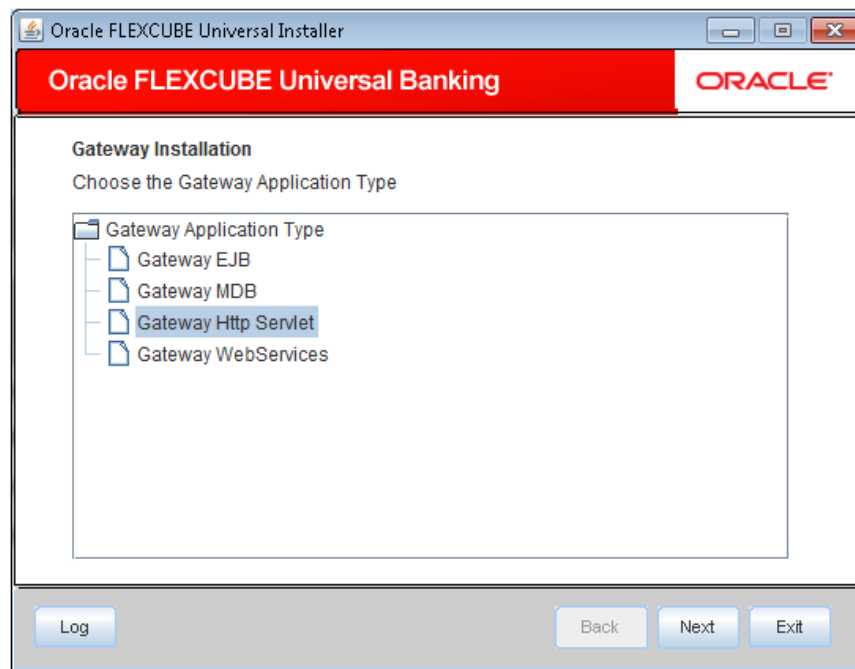 Oracle FLEXCUBE Universal Installer
Oracle FLEXCUBE Universal Banking
ORACLE
Gateway Installation
Choose the Gateway Application Type
Gateway Application Type
Gateway EJB
Gateway MDB
Gateway Http Servlet
Gateway WebServices
Log Back Next Exit